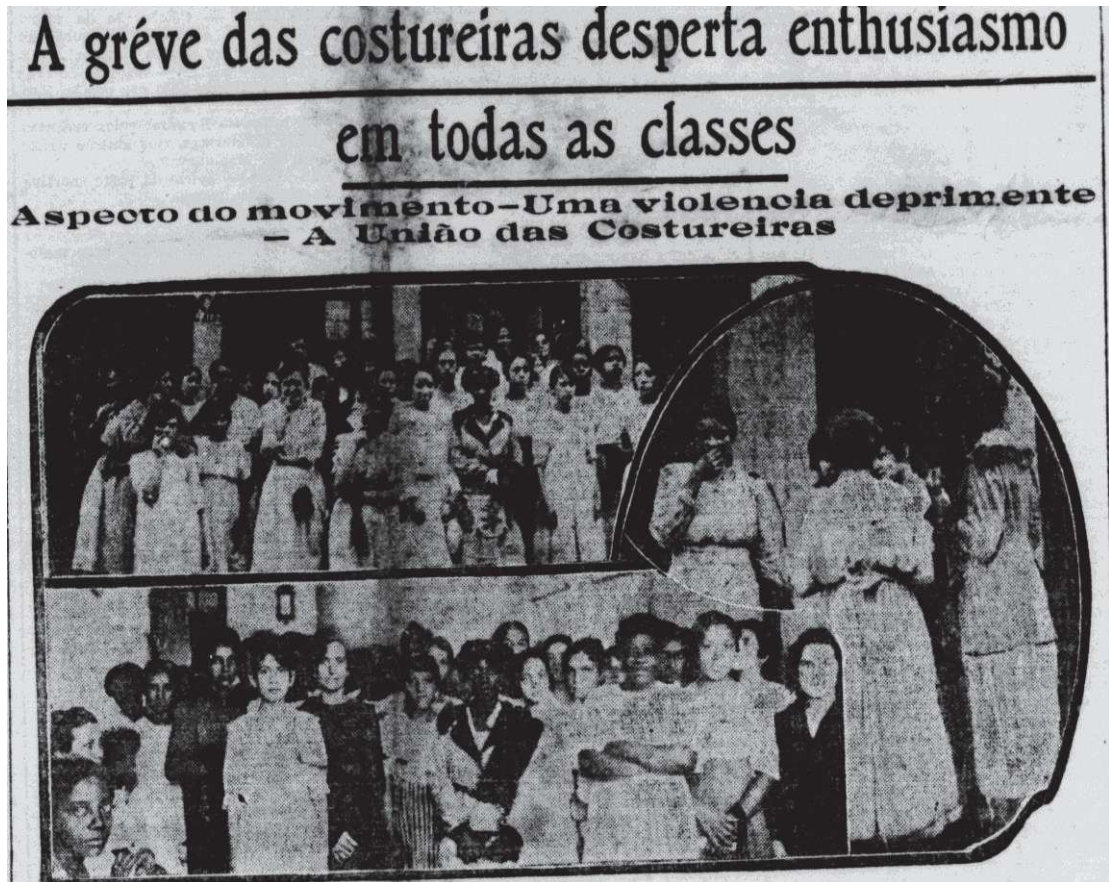 A gréve das costureiras desperta enthusiasmo
em todas as classes
Aspecto do movimento—Uma violencia deprimente
— A União das Costureiras